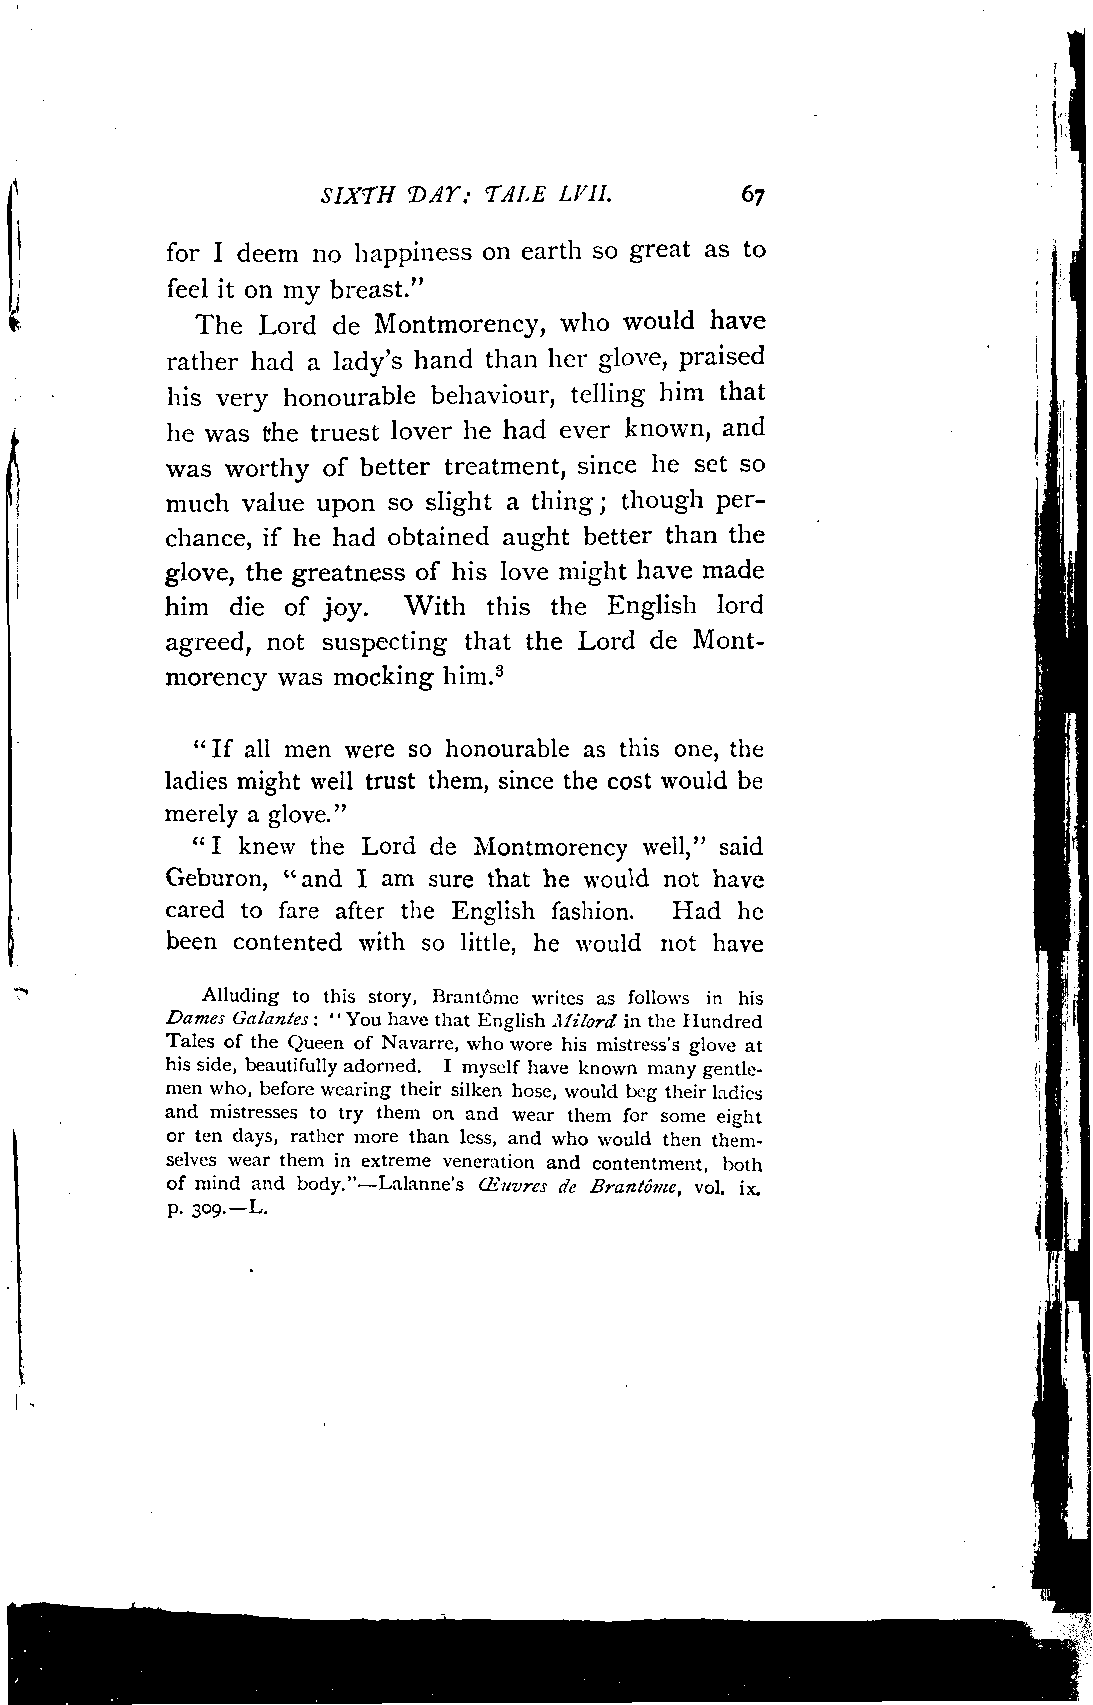 SIXTH DAY: TALE LVII. 67
for I deem no happiness on earth so great as to
feel it on my breast.”
The Lord de Montmorency, who would have
rather had a lady's hand than her glove, praised
his very honourable behaviour, telling him that
he was the truest lover he had ever known, and
was worthy of better treatment, since he set so
much value upon so slight a thing; though per-
chance, if he had obtained aught better than the
glove, the greatness of his love might have made
him die of joy. With this the English lord
agreed, not suspecting that the Lord de Mont-
morency was mocking him.³
“If all men were so honourable as this one, the
ladies might well trust them, since the cost would be
merely a glove.”
“I knew the Lord de Montmorency well,” said
Geburon, “and I am sure that he would not have
cared to fare after the English fashion. Had he
been contented with so little, he would not have
Alluding to this story, Brantôme writes as follows in his
Dames Galantes: “You have that English Milord in the Hundred
Tales of the Queen of Navarre, who wore his mistress's glove at
his side, beautifully adorned. I myself have known many gentle-
men who, before wearing their silken hose, would beg their ladies
and mistresses to try them on and wear them for some eight
or ten days, rather more than less, and who would then them-
selves wear them in extreme veneration and contentment, both
of mind and body.”—Lalanne's Œuvres de Brantôme, vol. ix.
p. 309.—L.